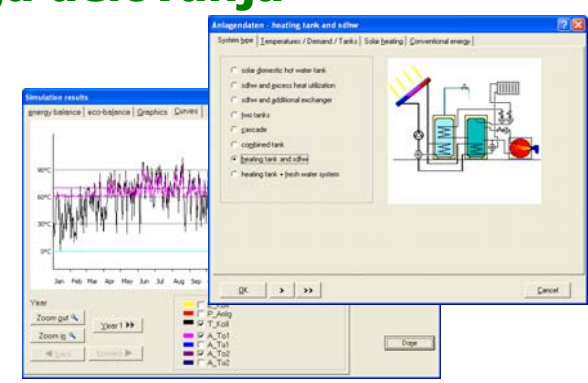 Anlagendaten - heating tank and sdhw
System type
Temperatures / Demand / Tanks
Solar heating
Conventional energy
solar domestic hot water tank
sdhw and excess heat utilization
sdhw and additional exchanger
two tanks
cascade
combined tank
heating tank and sdhw
heating tank + fresh water system
OK
>
>>
Cancel
Simulation results
energy balance
eco-balance
Graphics
Curves
90°C
60°C
30°C
0°C
Jan Feb Mar Apr May Jun Jul Aug Sep
Year
Zoom out
Year 1
Zoom in
back
forward
P_Anlg
T_Koll
A_To1
A_Tu1
A_To2
A_Tu2
Done